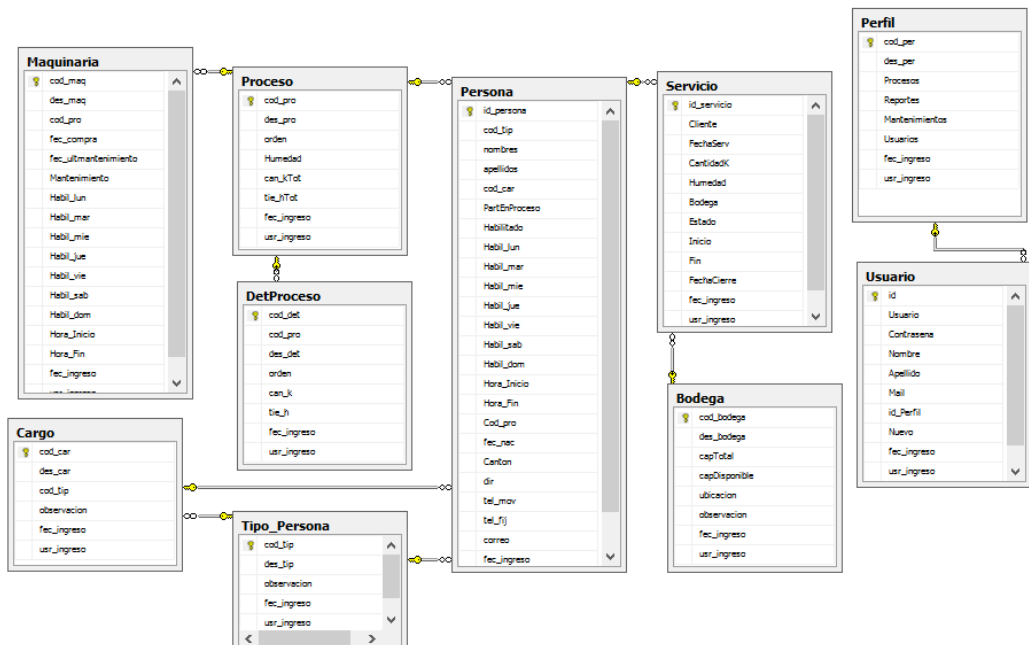 Maquinaria
cod_maq
des_maq
cod_pro
fec_compra
fec_ultmantenimiento
Mantenimiento
Habil_lun
Habil_mar
Habil_mie
Habil_jue
Habil_vie
Habil_sab
Habil_dom
Hora_Inicio
Hora_Fin
fec_ingreso
Proceso
cod_pro
des_pro
orden
Humedad
can_kTot
tie_hTot
fec_ingreso
usr_ingreso
DetProceso
cod_det
cod_pro
des_det
orden
can_k
tie_h
fec_ingreso
usr_ingreso
Cargo
cod_car
des_car
cod_tip
observacion
fec_ingreso
usr_ingreso
Tipo_Persona
cod_tip
des_tip
observacion
fec_ingreso
usr_ingreso
Persona
id_persona
cod_tip
nombres
apellidos
cod_car
PartEnProceso
Habilitado
Habil_lun
Habil_mar
Habil_mie
Habil_jue
Habil_vie
Habil_sab
Habil_dom
Hora_Inicio
Hora_Fin
Cod_pro
fec_nac
Canton
dir
tel_mov
tel_fij
correo
fec_ingreso
Servicio
id_servicio
Cliente
FechaServ
CantidadK
Humedad
Bodega
Estado
Inicio
Fin
FechaCierre
fec_ingreso
usr_ingreso
Bodega
cod_bodega
des_bodega
capTotal
capDisponible
ubicacion
observacion
fec_ingreso
usr_ingreso
Perfil
cod_per
des_per
Procesos
Reportes
Mantenimientos
Usuarios
fec_ingreso
usr_ingreso
Usuario
id
Usuario
Contrasena
Nombre
Apellido
Mail
id_Perfil
Nuevo
fec_ingreso
usr_ingreso